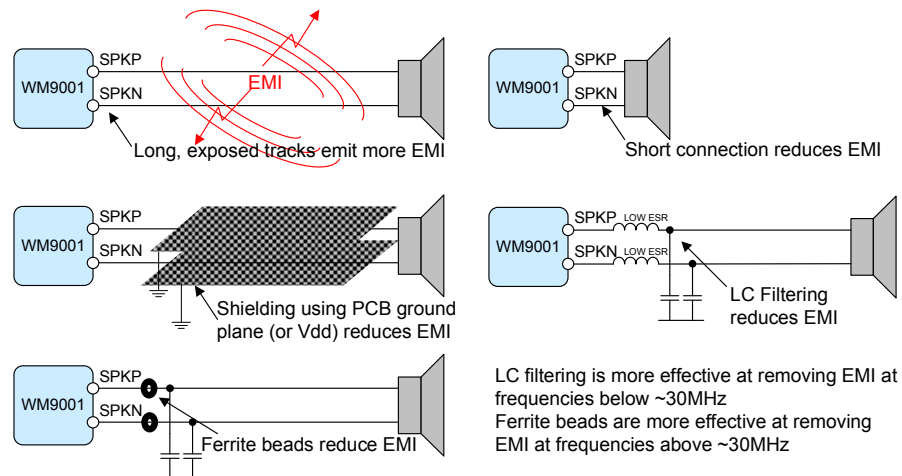 SPKP
WM9001
SPKN
EMI
Long, exposed tracks emit more EMI
SPKP
WM9001
SPKN
Short connection reduces EMI
SPKP
WM9001
SPKN
Shielding using PCB ground
plane (or Vdd) reduces EMI
SPKP
LOW ESR
WM9001
SPKN
LOW ESR
LC Filtering
reduces EMI
SPKP
WM9001
SPKN
Ferrite beads reduce EMI
LC filtering is more effective at removing EMI at
frequencies below ~30MHz
Ferrite beads are more effective at removing
EMI at frequencies above ~30MHz